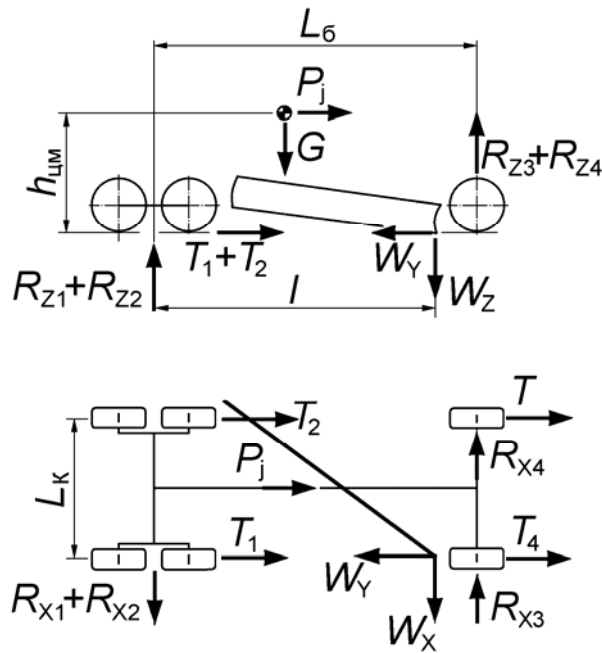 Lб
Pj
G
hцм
RZ3+RZ4
T1+T2
WY
RZ1+RZ2
l
WZ
T2
T
Pj
RX4
Lк
T1
T4
WY
RX1+RX2
RX3
WX